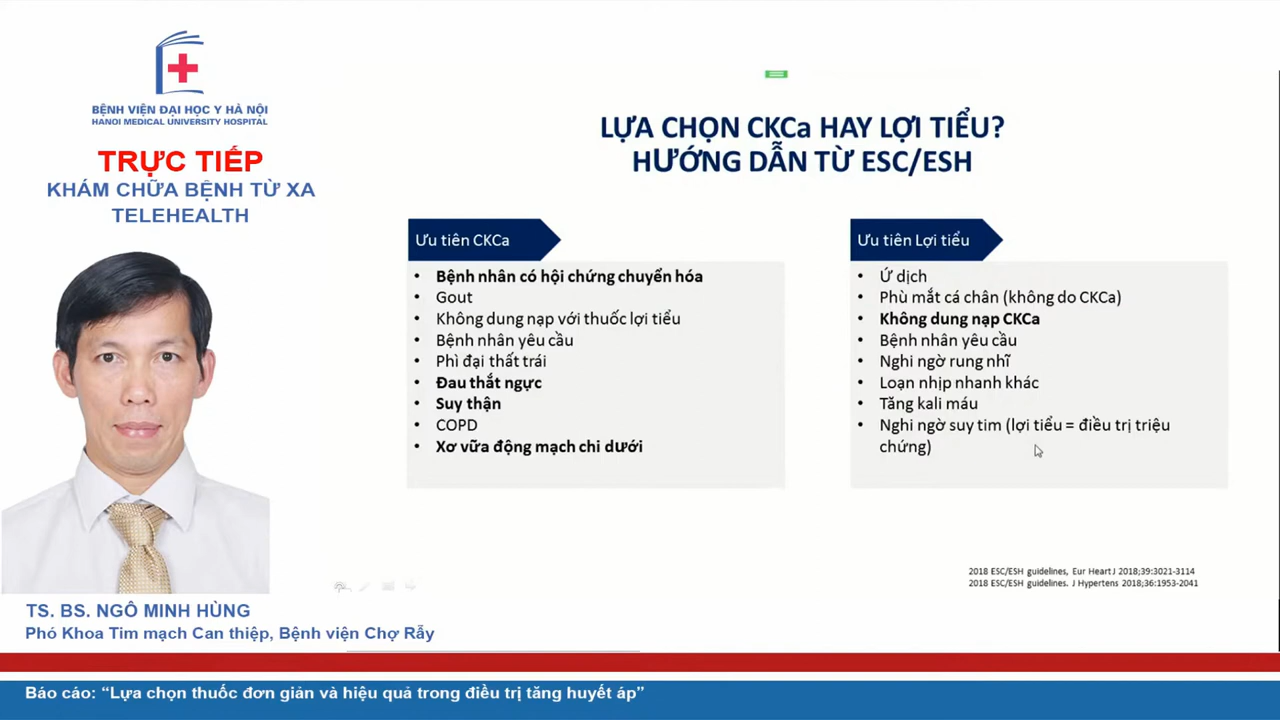 BỆNH VIỆN ĐẠI HỌC Y HÀ NỘI
HANOI MEDICAL UNIVERSITY HOSPITAL
TRỰC TIẾP
KHÁM CHỮA BỆNH TỪ XA
TELEHEALTH
LỰA CHỌN CKCa HAY LỢI TIỂU?
HƯỚNG DẪN TỪ ESC/ESH
Ưu tiên CKCa
• Bệnh nhân có hội chứng chuyển hóa
• Gout
• Không dung nạp với thuốc lợi tiểu
• Bệnh nhân yêu cầu
• Phì đại thất trái
• Đau thắt ngực
• Suy thận
• COPD
• Xơ vữa động mạch chi dưới
Ưu tiên Lợi tiểu
• Ứ dịch
• Phù mắt cá chân (không do CKCa)
• Không dung nạp CKCa
• Bệnh nhân yêu cầu
• Nghi ngờ rung nhĩ
• Loạn nhịp nhanh khác
• Tăng kali máu
• Nghi ngờ suy tim (lợi tiểu = điều trị triệu
chứng)
2018 ESC/ESH guidelines, Eur Heart J 2018;39:3021-3114
2018 ESC/ESH guidelines. J Hypertens 2018;36:1953-2041
TS. BS. NGÔ MINH HÙNG
Phó Khoa Tim mạch Can thiệp, Bệnh viện Chợ Rẫy
Báo cáo: “Lựa chọn thuốc đơn giản và hiệu quả trong điều trị tăng huyết áp”